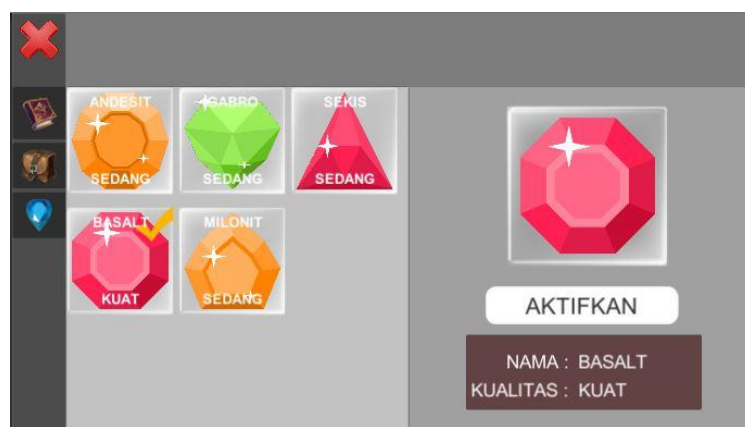 ANDESIT
SEDANG
GABRO
SEDANG
SEKIS
SEDANG
BASALT
KUAT
MILONIT
SEDANG
AKTIFKAN
NAMA : BASALT
KUALITAS : KUAT